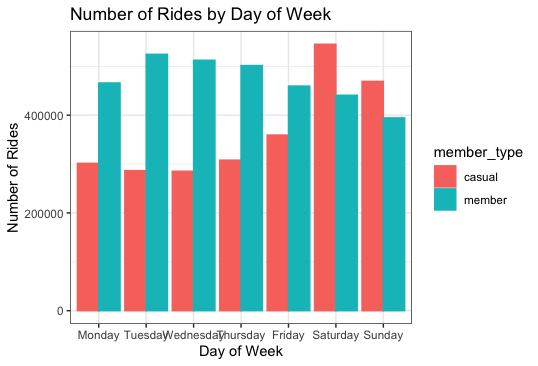 Number of Rides by Day of Week
Number of Rides
400000
200000
0
Monday Tuesday Wednesday Thursday Friday Saturday Sunday
Day of Week
member_type
casual
member